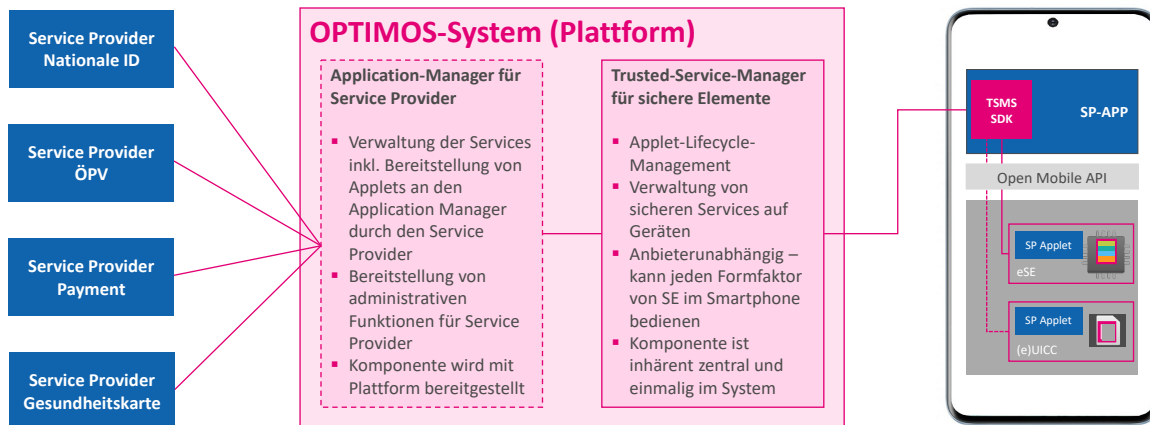 Service Provider
Nationale ID
Service Provider
ÖPV
Service Provider
Payment
Service Provider
Gesundheitskarte
OPTIMOS-System (Plattform)
Application-Manager für
Service Provider
▪ Verwaltung der Services
inkl. Bereitstellung von
Applets an den
Application Manager
durch den Service
Provider
▪ Bereitstellung von
administrativen
Funktionen für Service
Provider
▪ Komponente wird mit
Plattform bereitgestellt
Trusted-Service-Manager
für sichere Elemente
▪ Applet-Lifecycle-
Management
▪ Verwaltung von
sicheren Services auf
Geräten
▪ Anbieterunabhängig –
kann jeden Formfaktor
von SE im Smartphone
bedienen
▪ Komponente ist
inhärent zentral und
einmalig im System
TSMS
SDK
SP-APP
Open Mobile API
SP Applet
eSE
SP Applet
(e)UICC